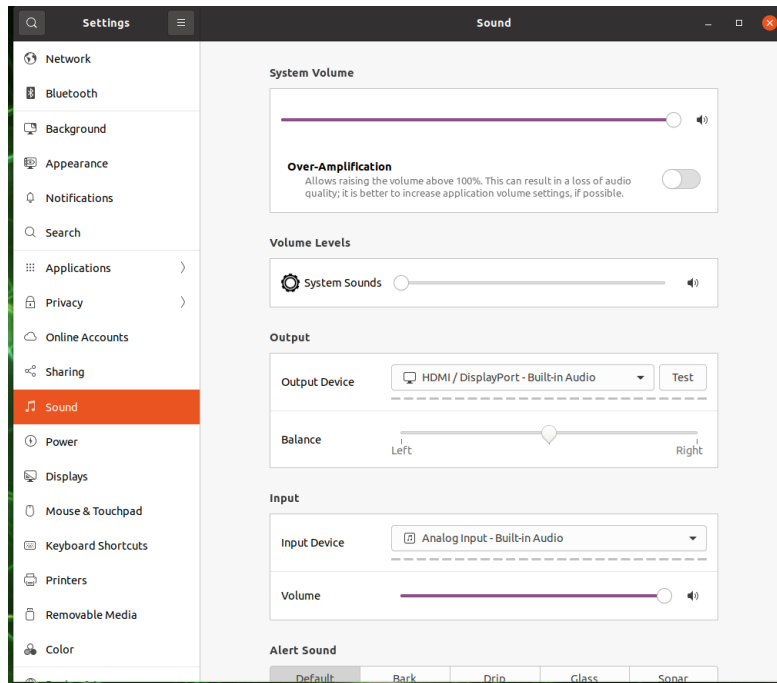 Settings
Sound
Network
Bluetooth
Background
Appearance
Notifications
Search
Applications
Privacy
Online Accounts
Sharing
Sound
Power
Displays
Mouse & Touchpad
Keyboard Shortcuts
Printers
Removable Media
Color
System Volume
Over-Amplification
Allows raising the volume above 100%. This can result in a loss of audio
quality; it is better to increase application volume settings, if possible.
Volume Levels
System Sounds
Output
Output Device
HDMI / DisplayPort - Built-in Audio
Test
Balance
Left
Right
Input
Input Device
Analog Input - Built-in Audio
Volume
Alert Sound
Default
Bark
Drip
Glass
Sonar